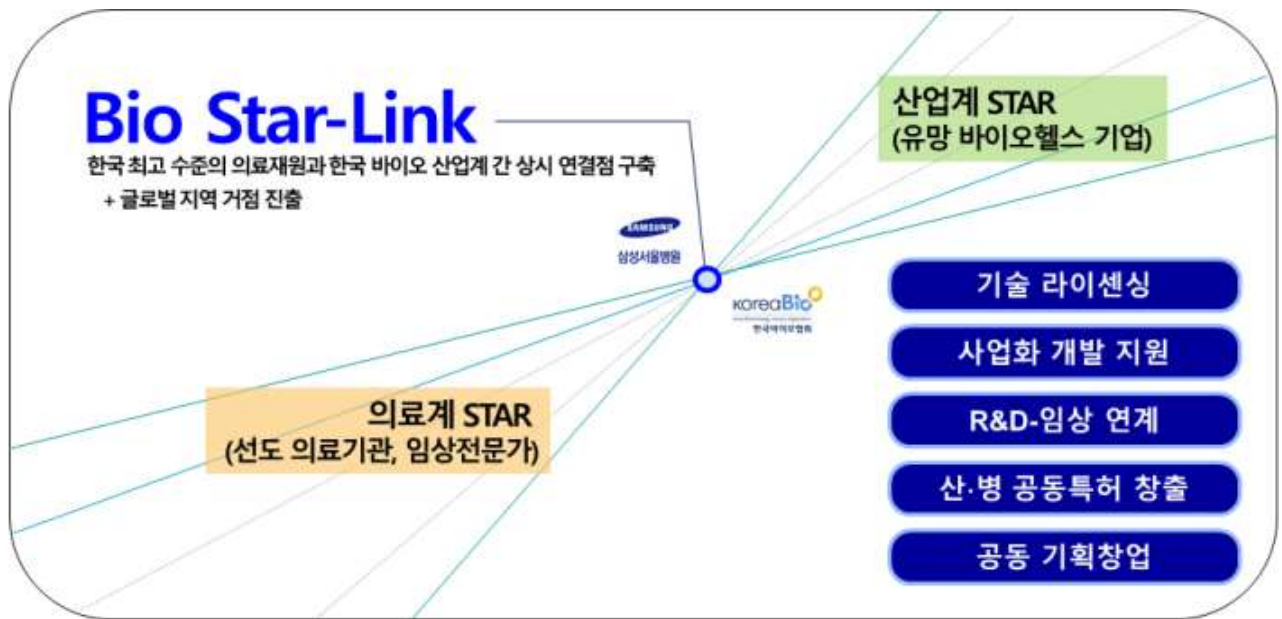 Bio Star-Link
한국 최고 수준의 의료재원과 한국 바이오 산업계 간 상시 연결점 구축
+ 글로벌 지역 거점 진출
산업계 STAR
(유망 바이오헬스 기업)
SAMSUNG
삼성서울병원
KoreaBio
한국바이오협회
의료계 STAR
(선도 의료기관, 임상전문가)
기술 라이센싱
사업화 개발 지원
R&D-임상 연계
산·병 공동특허 창출
공동 기획창업